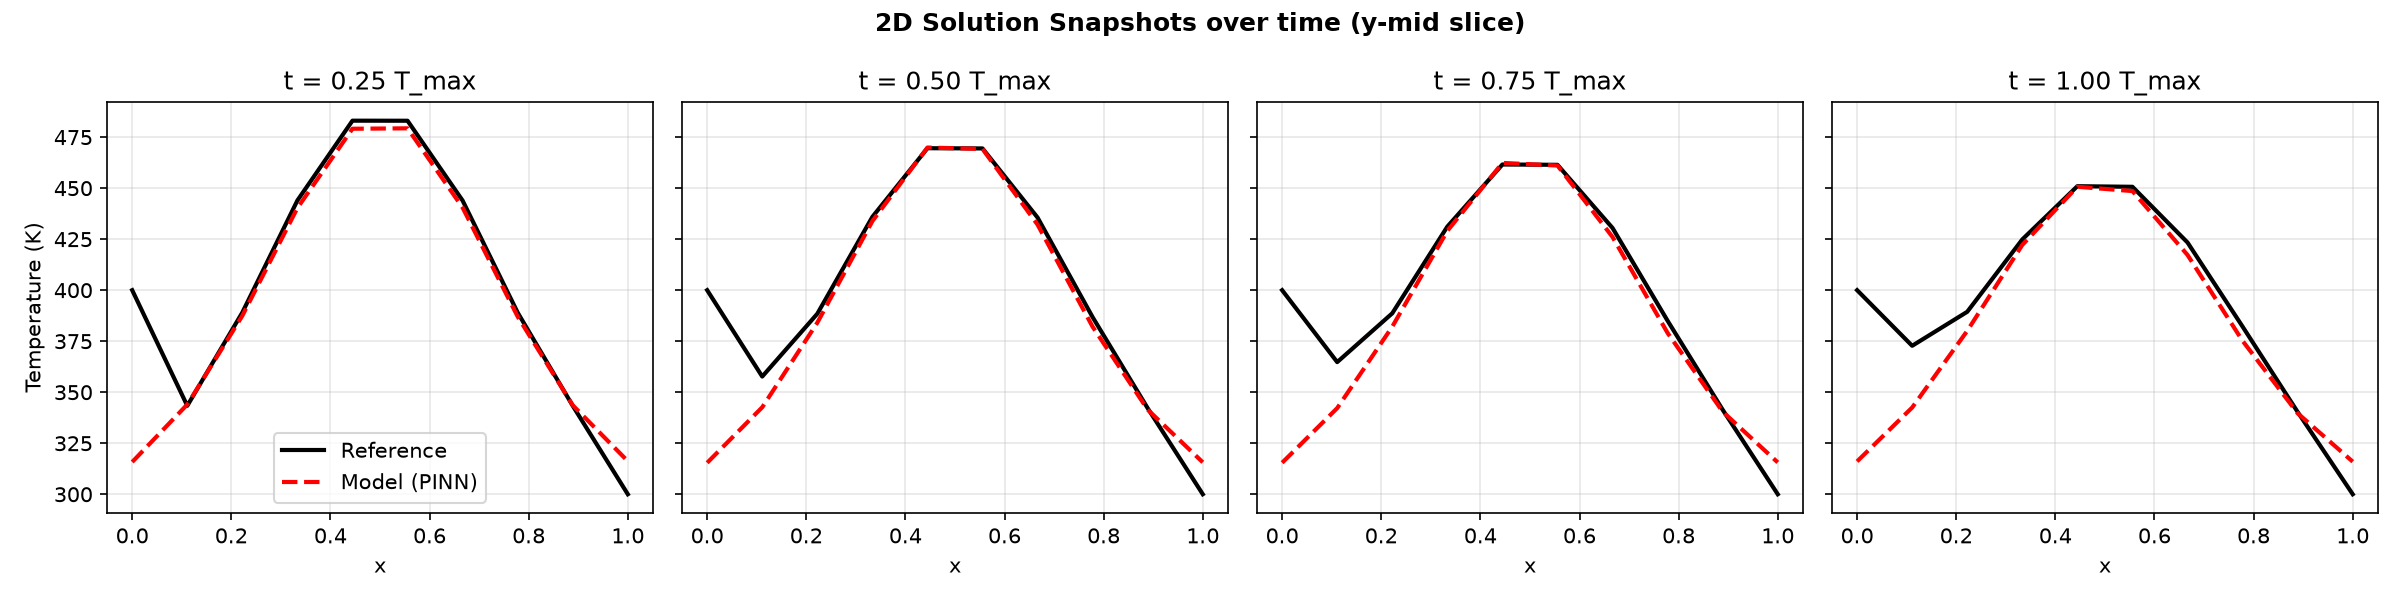 2D Solution Snapshots over time (y-mid slice)
t = 0.25 T_max
t = 0.50 T_max
t = 0.75 T_max
t = 1.00 T_max
Temperature (K)
475
450
425
400
375
350
325
300
Reference
Model (PINN)
0.0 0.2 0.4 0.6 0.8 1.0
0.0 0.2 0.4 0.6 0.8 1.0
0.0 0.2 0.4 0.6 0.8 1.0
0.0 0.2 0.4 0.6 0.8 1.0
x
x
x
x